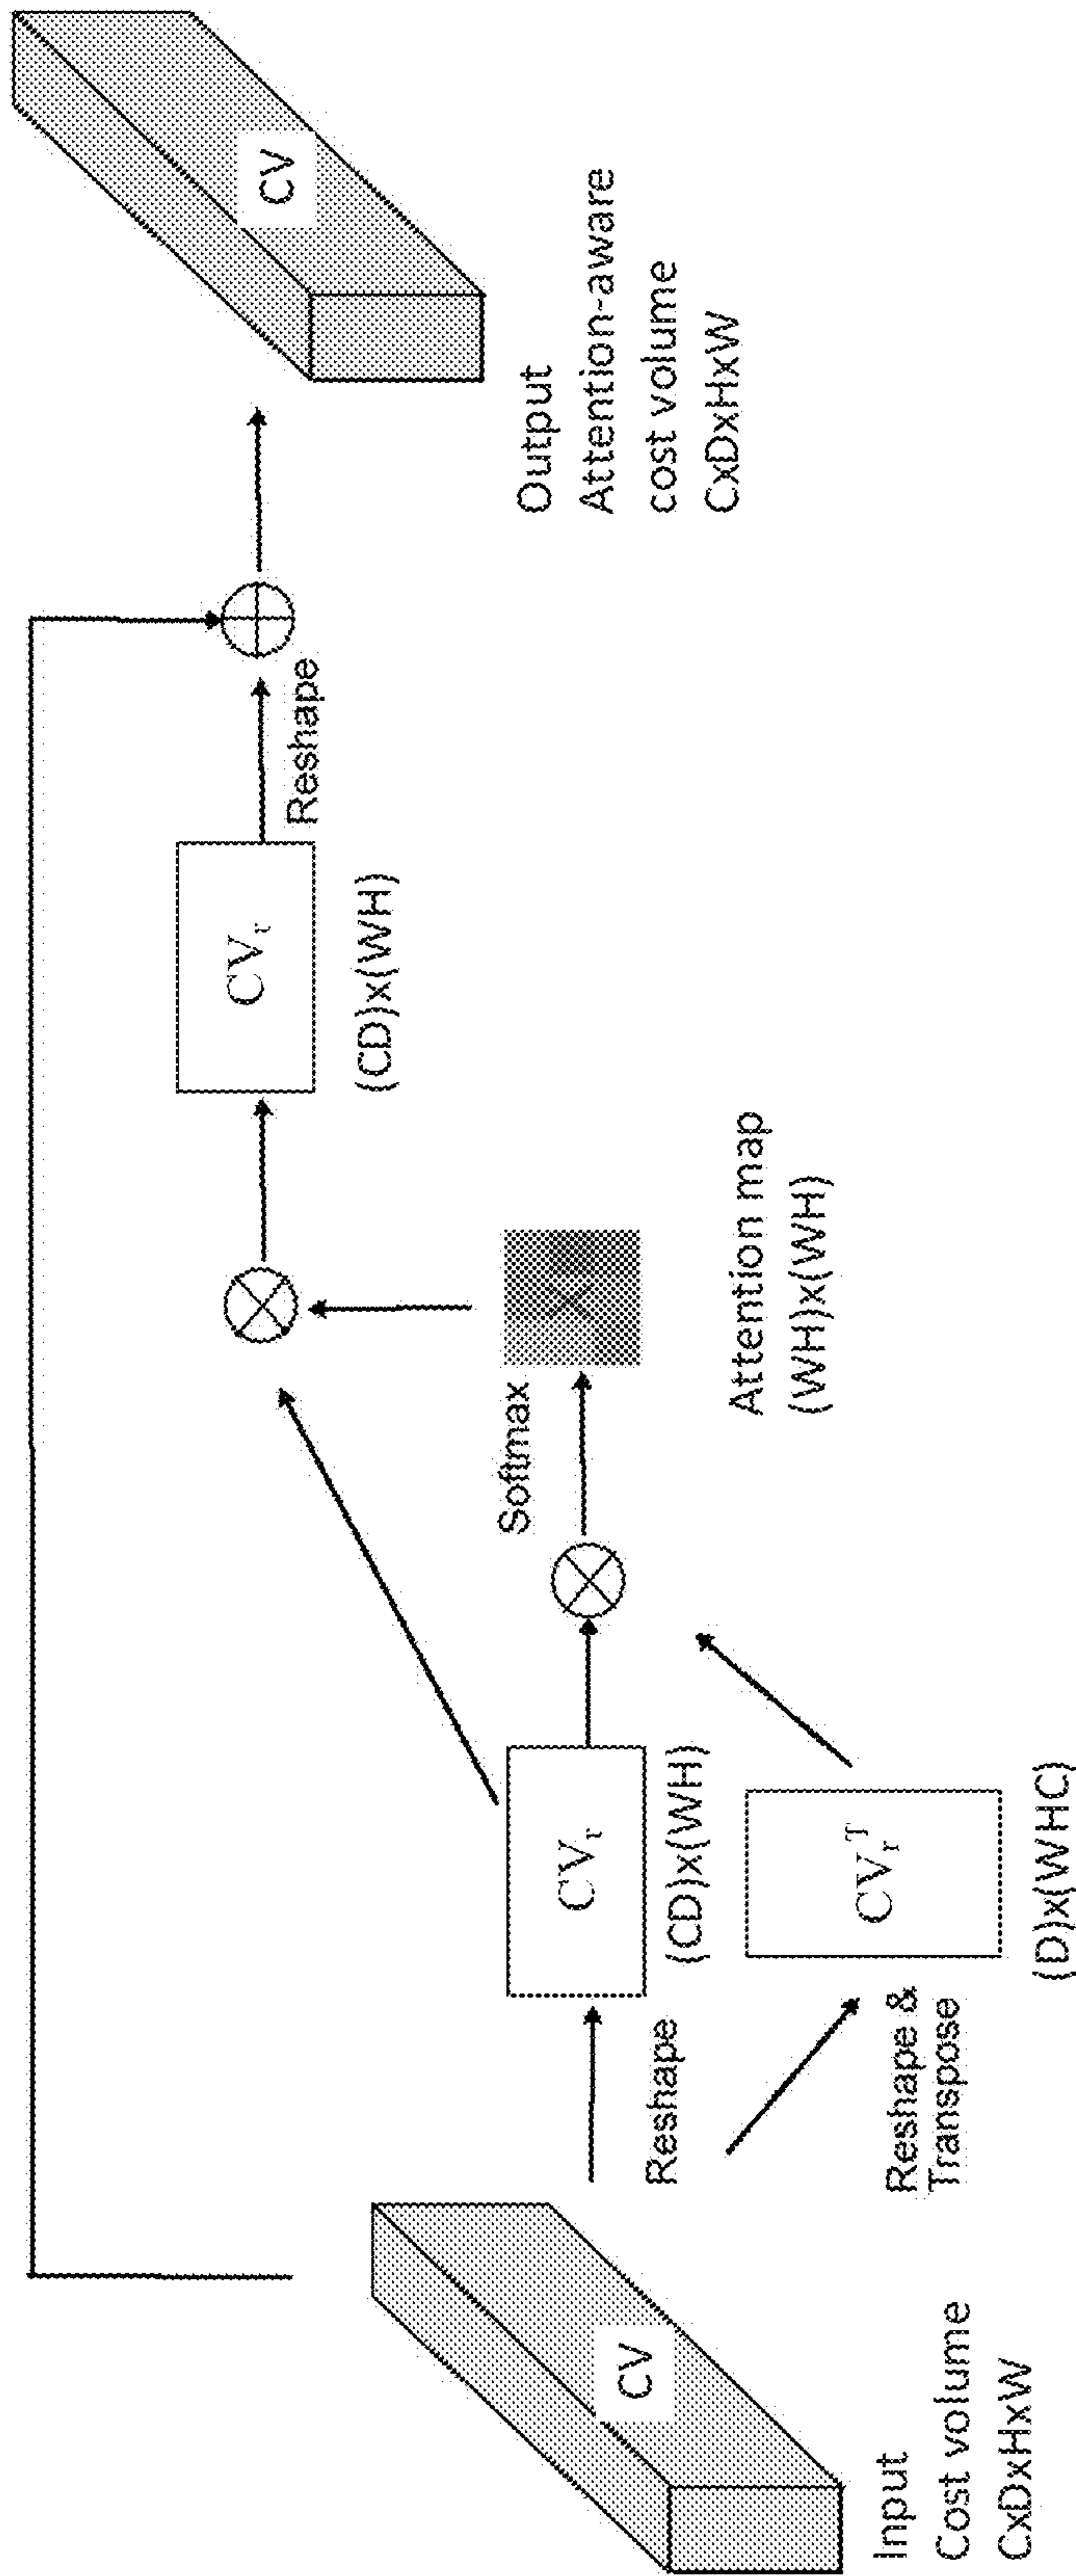 Input
Cost volume
CxDxHxW
CV
Reshape
Reshape &
Transpose
CVᵣ
(CD)x(WH)
CVᵣᵀ
(D)x(WHC)
Softmax
X
Attention map
(WH)x(WH)
CVᵣ
(CD)x(WH)
Reshape
CV
Output
Attention-aware
cost volume
CxDxHxW